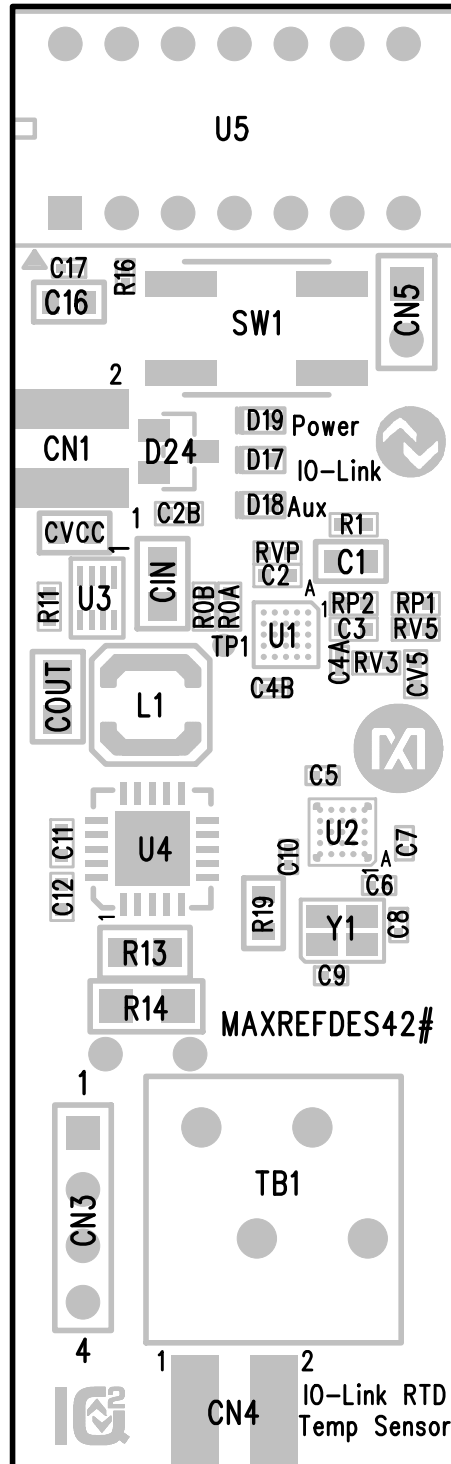 U5
C17
R16
C16
SW1
CN5
2
CN1
D24
D19 Power
D17 IO-Link
D18 Aux
C2B
1
R1
CVCC
1
RVP
C1
C2
R11
U3
CIN
R0B
R0A
A
1
RP2
RP1
U1
C3
RV5
TP1
C4A
RV3
CV5
C4B
COUT
L1
C5
U2
C7
C11
U4
C10
1
A
C12
C6
1
R19
Y1
C8
R13
C9
R14
MAXREFDES42#
1
CN3
TB1
4
1
2
IQ2
CN4
IO-Link RTD
Temp Sensor